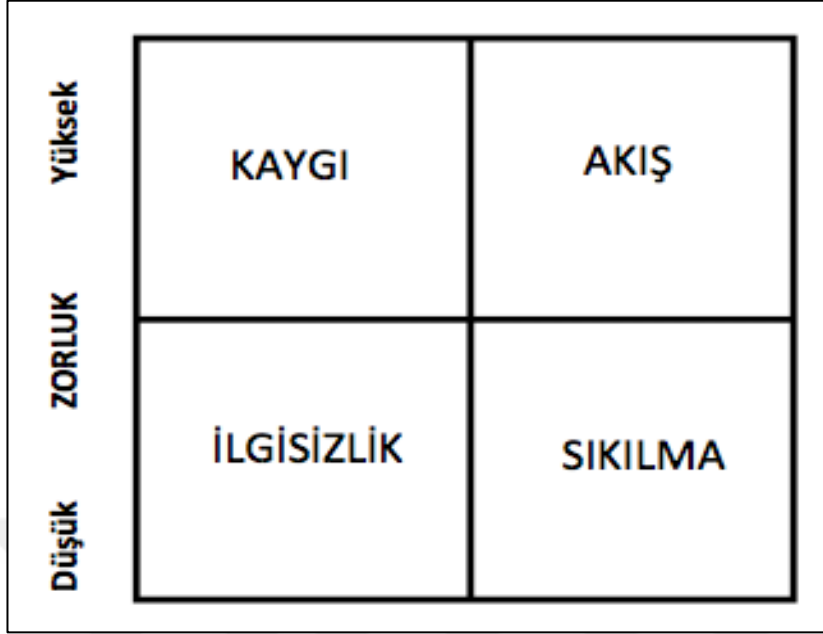 Yüksek
KAYGI
AKIŞ
ZORLUK
İLGİSİZLİK
SIKILMA
Düşük